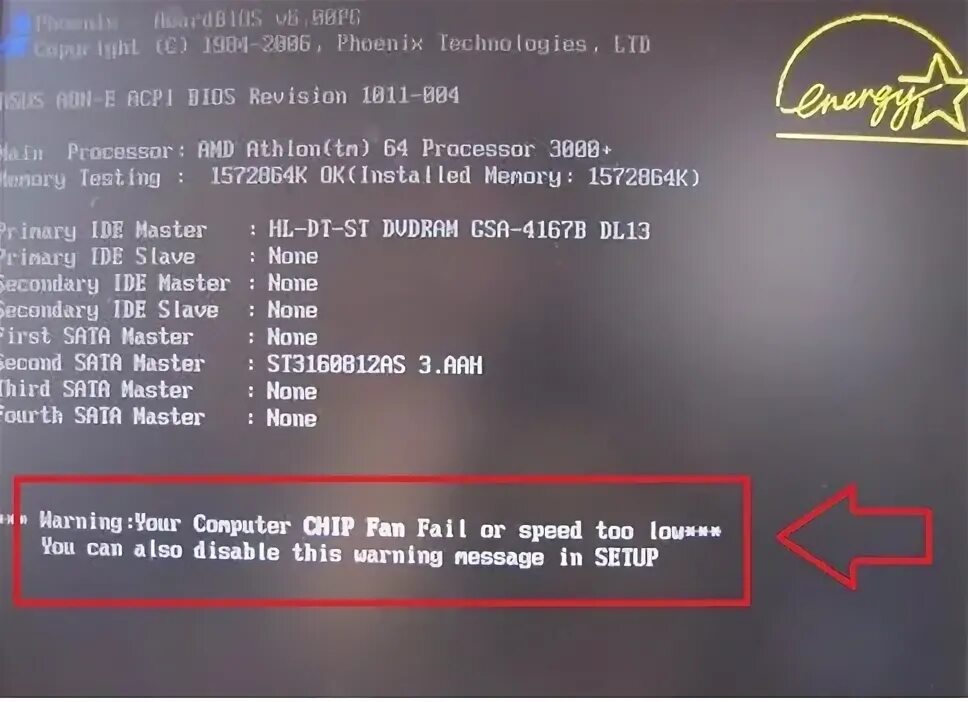 Phoenix - AwardBIOS v6.00PG
Copyright (C) 1984-2006, Phoenix Technologies, LTD
energy
ASUS A8N-E ACPI BIOS Revision 1011-004
Main Processor: AMD Athlon(tm) 64 Processor 3000+
Memory Testing : 1572864K OK(Installed Memory: 1572864K)
Primary IDE Master : HL-DT-ST DVDRAM GSA-4167B DL13
Primary IDE Slave : None
Secondary IDE Master : None
Secondary IDE Slave : None
First SATA Master : None
Second SATA Master : ST3160812AS 3.AAH
Third SATA Master : None
Fourth SATA Master : None
*** Warning:Your Computer CHIP Fan Fail or speed too low***
You can also disable this warning message in SETUP